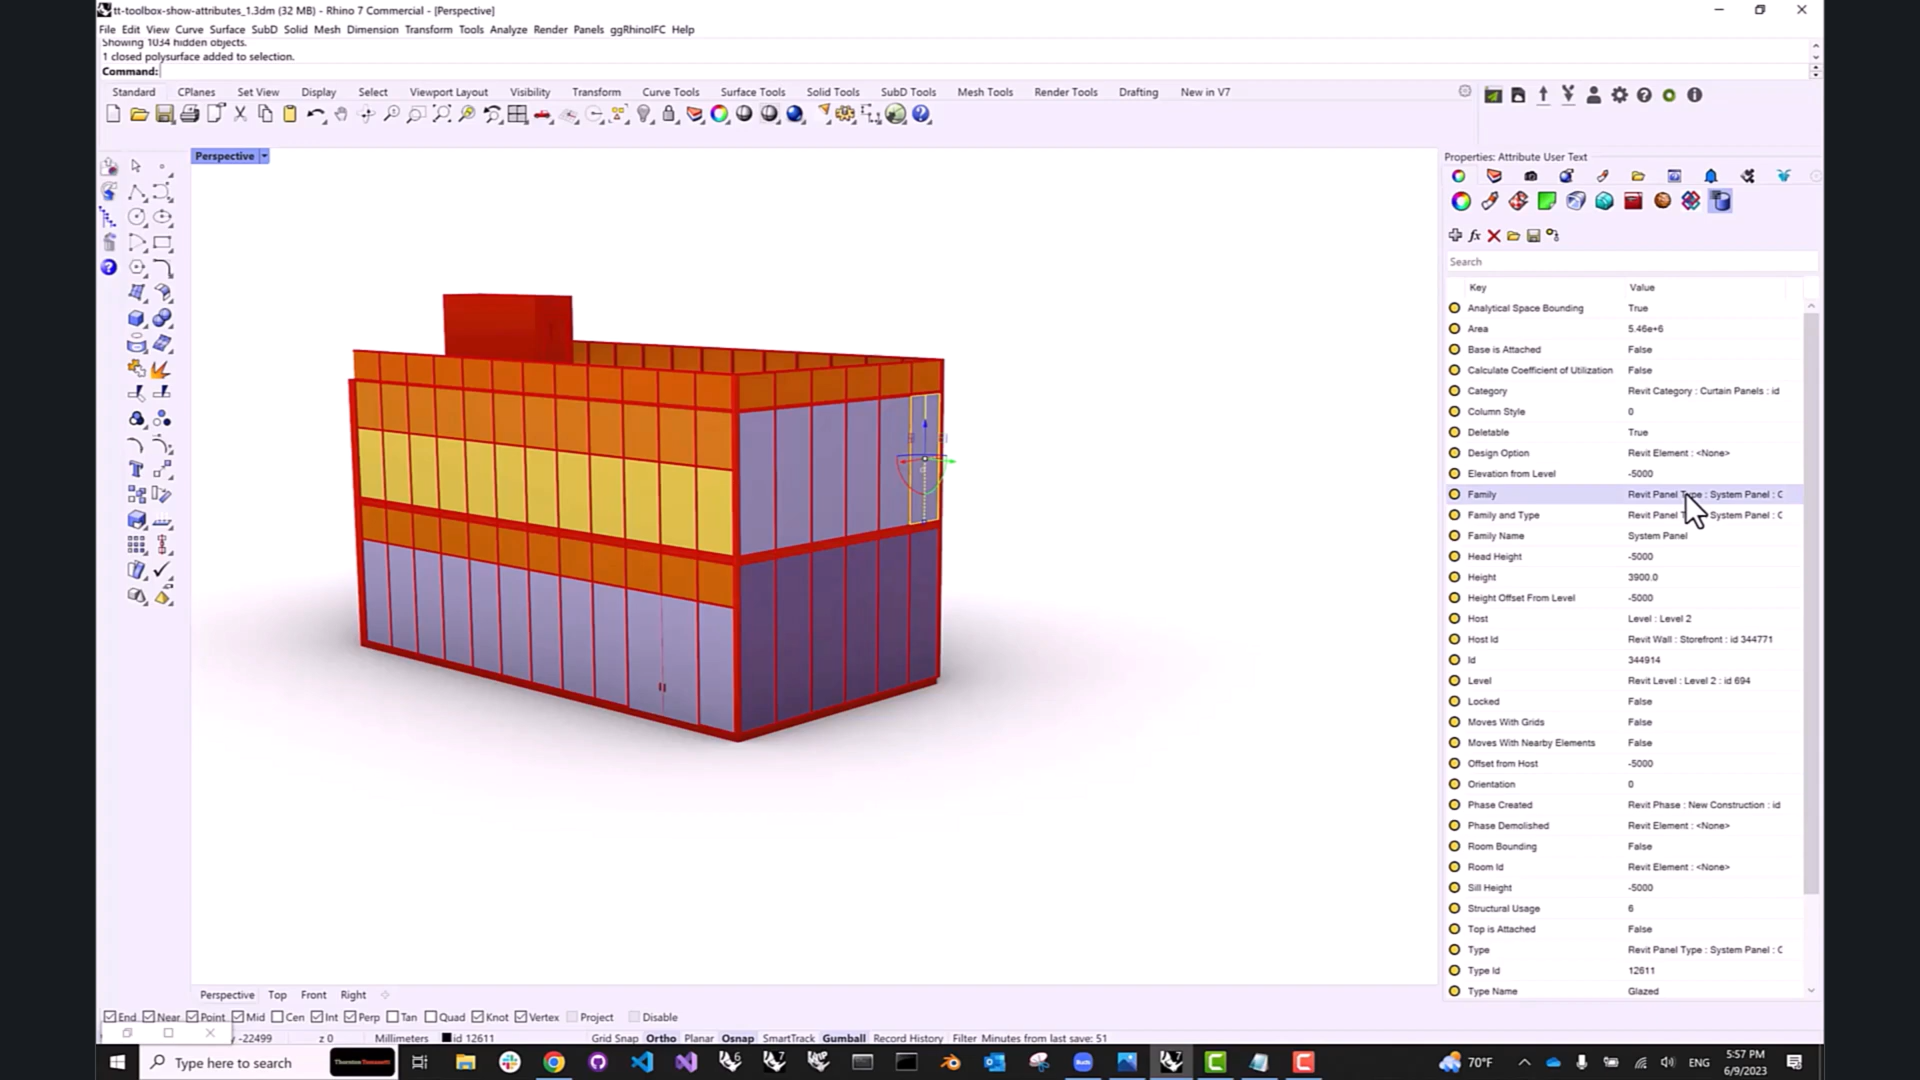 tt-toolbox-show-attributes_1.3dm (32 MB) - Rhino 7 Commercial - [Perspective]
File Edit View Curve Surface SubD Solid Mesh Dimension Transform Tools Analyze Render Panels ggRhinoIFC Help
Showing 1034 hidden objects.
1 closed polysurface added to selection.
Command:
Standard CPlanes Set View Display Select Viewport Layout Visibility Transform Curve Tools Surface Tools Solid Tools SubD Tools Mesh Tools Render Tools Drafting New in V7
Perspective
Properties: Attribute User Text
Search
Key Value
Analytical Space Bounding True
Area 5.46e+6
Base is Attached False
Calculate Coefficient of Utilization False
Category Revit Category : Curtain Panels : id
Column Style 0
Deletable True
Design Option Revit Element : <None>
Elevation from Level -5000
Family Revit Panel Type : System Panel : C
Family and Type Revit Panel System Panel : C
Family Name System Panel
Head Height -5000
Height 3900.0
Height Offset From Level -5000
Host Level : Level 2
Host Id Revit Wall : Storefront : id 344771
Id 344914
Level Revit Level : Level 2 : id 694
Locked False
Moves With Grids False
Moves With Nearby Elements False
Offset from Host -5000
Orientation 0
Phase Created Revit Phase : New Construction : id
Phase Demolished Revit Element : <None>
Room Bounding False
Room Id Revit Element : <None>
Sill Height -5000
Structural Usage 6
Top is Attached False
Type Revit Panel Type : System Panel : C
Type Id 12611
Type Name Glazed
Perspective Top Front Right
End Near Point Mid Cen Int Perp Tan Quad Knot Vertex Project Disable
-22499 z 0 Millimeters id 12611 Grid Snap Ortho Planar Osnap SmartTrack Gumball Record History Filter Minutes from last save: 51
Type here to search Thornton Tomasetti 70°F ENG 5:57 PM
6/9/2023